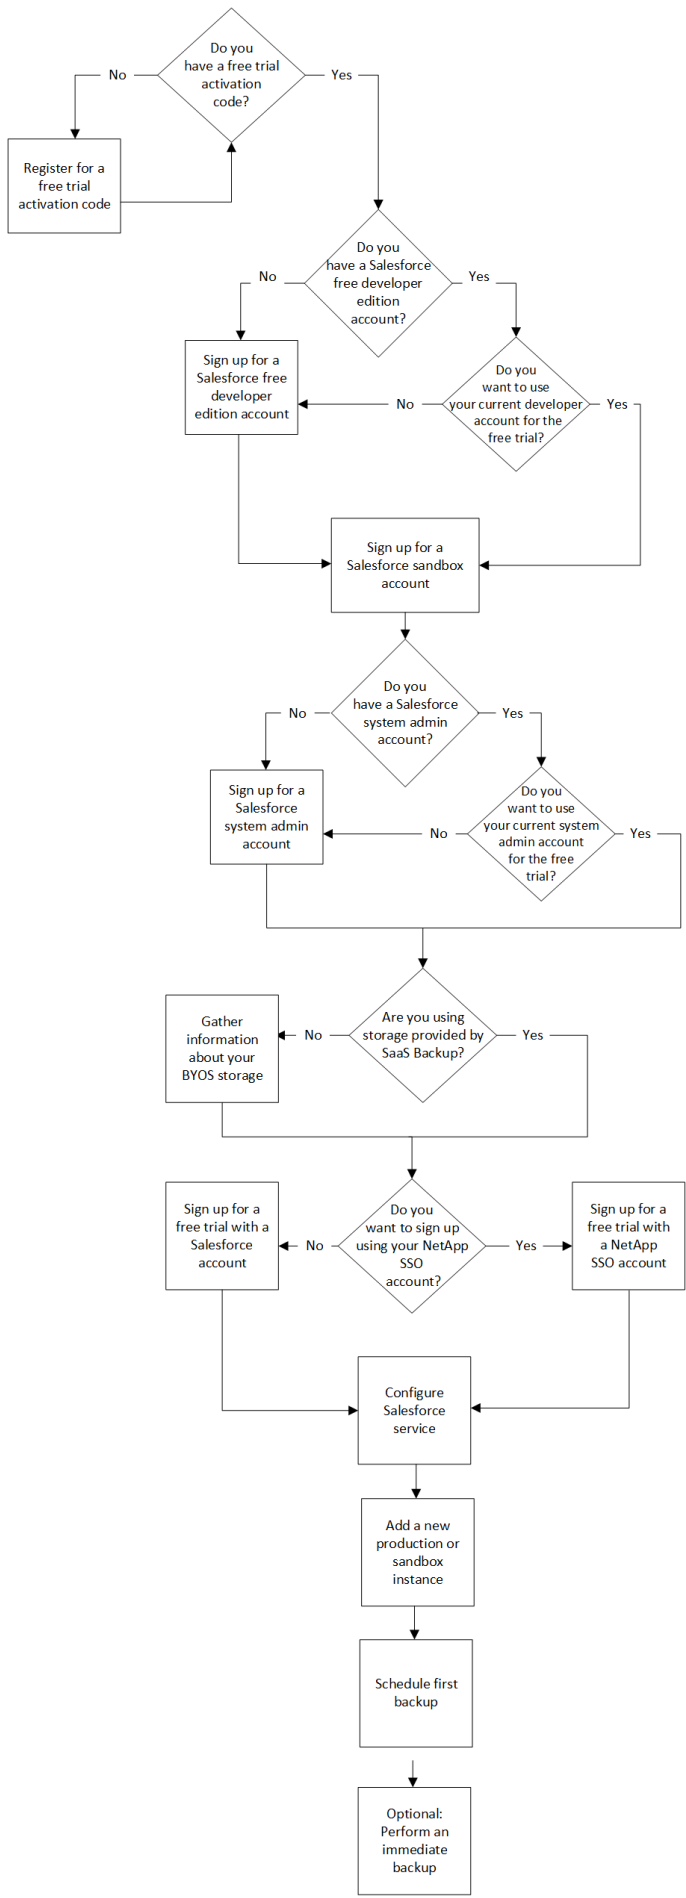 Do you
have a free trial
activation
code?
No
Yes
Register for a
free trial
activation code
Do you
have a Salesforce
free developer
edition
account?
No
Yes
Sign up for a
Salesforce free
developer
edition account
Do you
want to use
your current developer
account for the
free trial?
No
Yes
Sign up for a
Salesforce sandbox
account
Do you
have a Salesforce
system admin
account?
No
Yes
Sign up for a
Salesforce
system admin
account
Do you
want to use
your current system
admin account
for the free
trial?
No
Yes
Are you using
storage provided by
SaaS Backup?
No
Yes
Gather
information
about your
BYOS storage
Do you
want to sign up
using your NetApp
SSO
account?
No
Yes
Sign up for a
free trial with a
Salesforce
account
Sign up for a
free trial with
a NetApp
SSO account
Configure
Salesforce
service
Add a new
production or
sandbox
instance
Schedule first
backup
Optional:
Perform an
immediate
backup